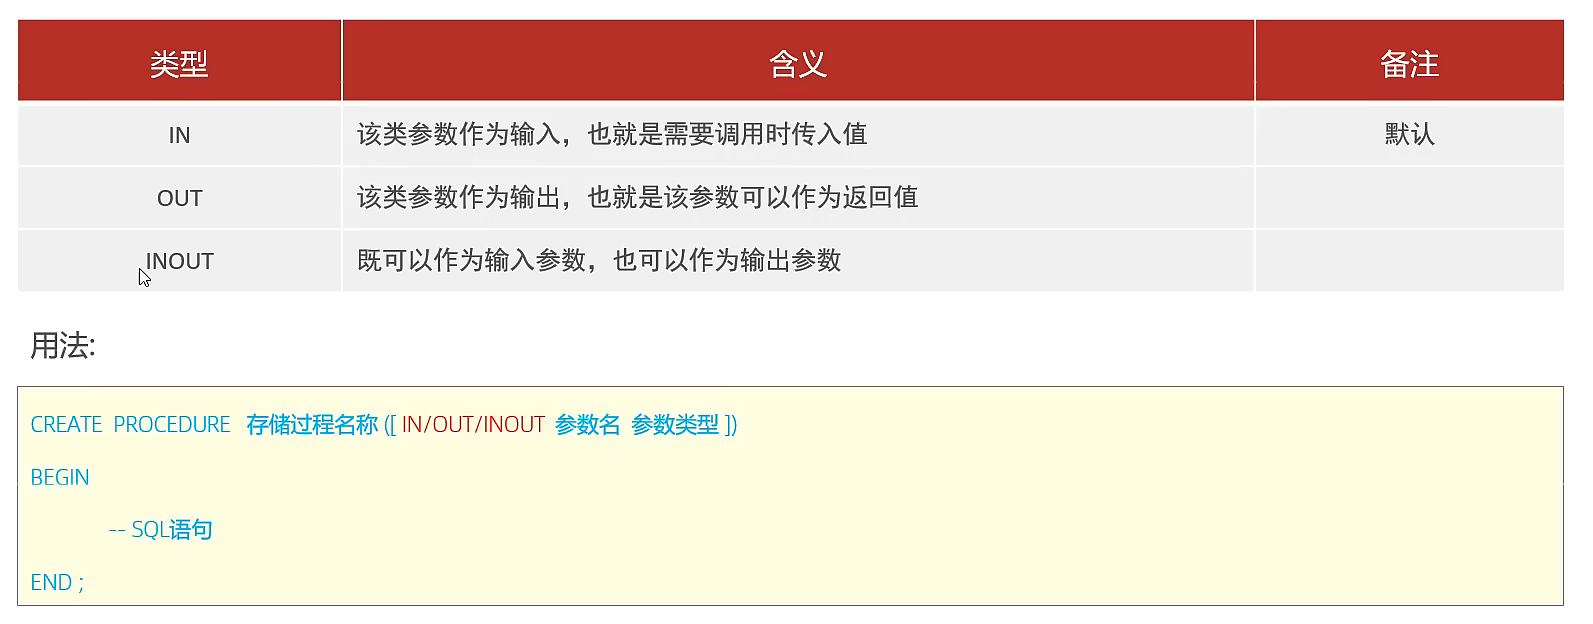 类型 含义 备注
IN 该类参数作为输入，也就是需要调用时传入值 默认
OUT 该类参数作为输出，也就是该参数可以作为返回值
INOUT 既可以作为输入参数，也可以作为输出参数
用法:
CREATE PROCEDURE 存储过程名称 ([ IN/OUT/INOUT 参数名 参数类型 ])
BEGIN
-- SQL语句
END ;